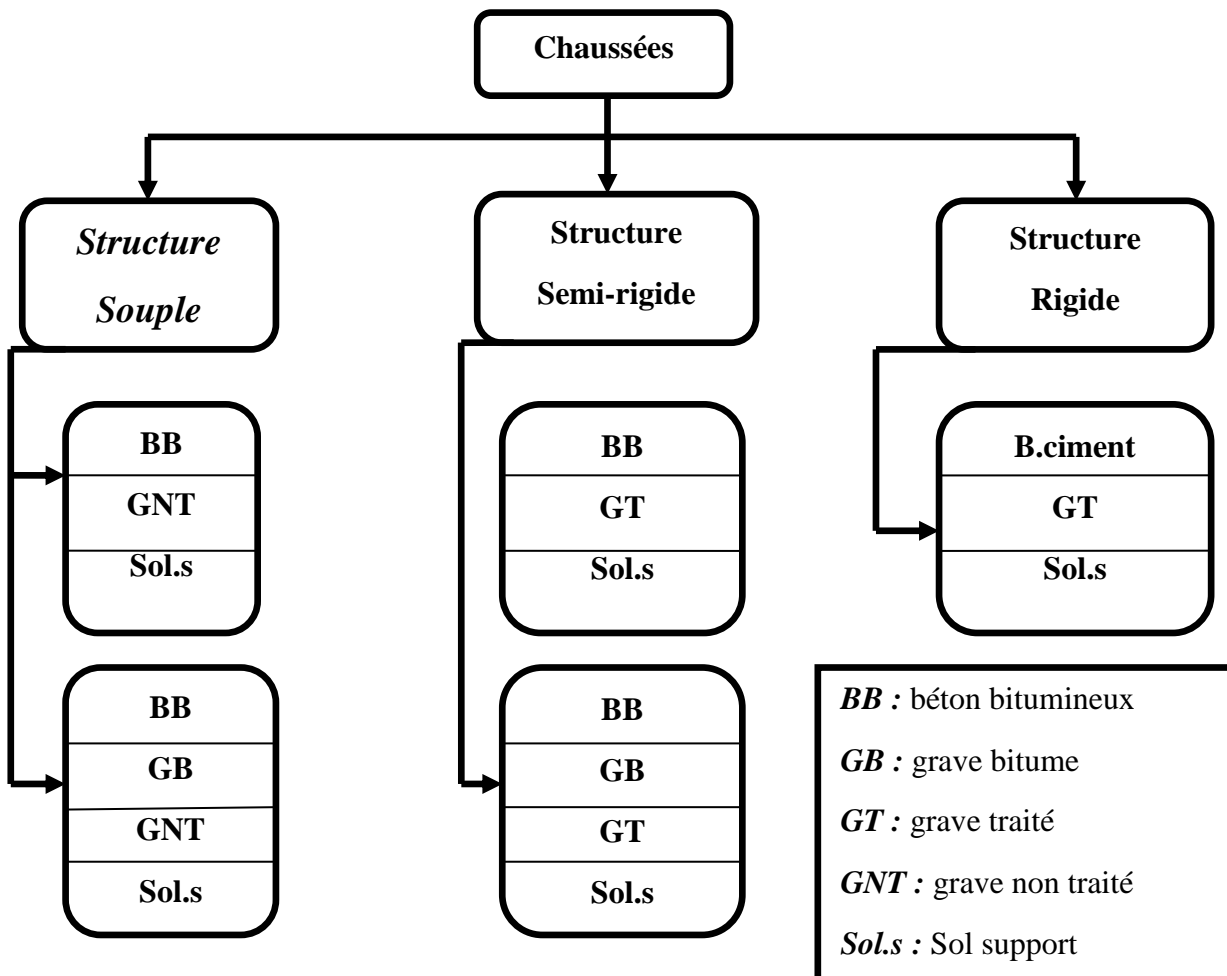 Chaussées
Structure
Souple
Structure
Semi-rigide
Structure
Rigide
BB
GNT
Sol.s
BB
GT
Sol.s
B.ciment
GT
Sol.s
BB
GB
GNT
Sol.s
BB
GB
GT
Sol.s
BB : béton bitumineux
GB : grave bitume
GT : grave traité
GNT : grave non traité
Sol.s : Sol support